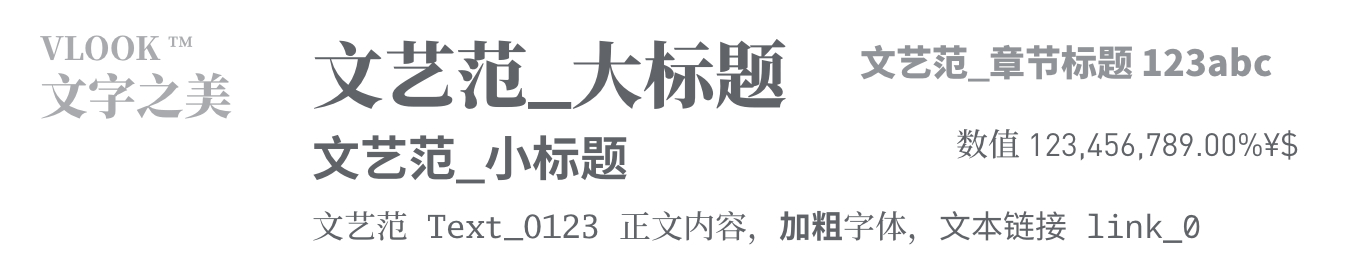 VLOOK ™
文字之美
文艺范_大标题
文艺范_章节标题 123abc
文艺范_小标题
数值 123,456,789.00%¥$
文艺范 Text_0123 正文内容，加粗字体，文本链接 link_0